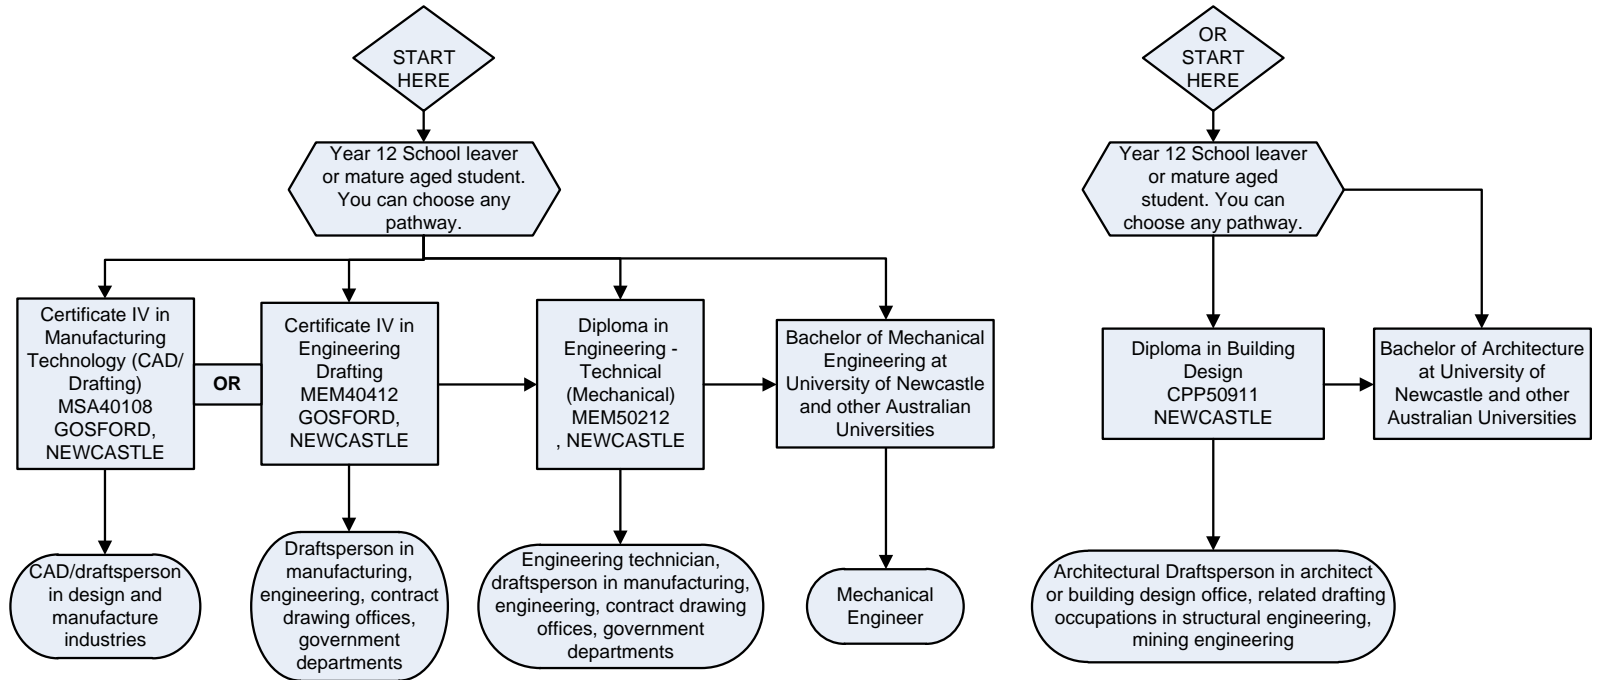 START
HERE
OR
START
HERE
Year 12 School leaver
or mature aged student.
You can choose any
pathway.
Year 12 School leaver
or mature aged
student. You can
choose any pathway.
Certificate IV in
Manufacturing
Technology (CAD/
Drafting)
MSA40108
GOSFORD,
NEWCASTLE
OR
Certificate IV in
Engineering
Drafting
MEM40412
GOSFORD,
NEWCASTLE
Diploma in
Engineering -
Technical
(Mechanical)
MEM50212
, NEWCASTLE
Bachelor of Mechanical
Engineering at
University of Newcastle
and other Australian
Universities
Diploma in Building
Design
CPP50911
NEWCASTLE
Bachelor of Architecture
at University of
Newcastle and other
Australian Universities
CAD/draftsperson
in design and
manufacture
industries
Draftsperson in
manufacturing,
engineering, contract
drawing offices,
government
departments
Engineering technician,
draftsperson in manufacturing,
engineering, contract drawing
offices, government
departments
Mechanical
Engineer
Architectural Draftsperson in architect
or building design office, related drafting
occupations in structural engineering,
mining engineering